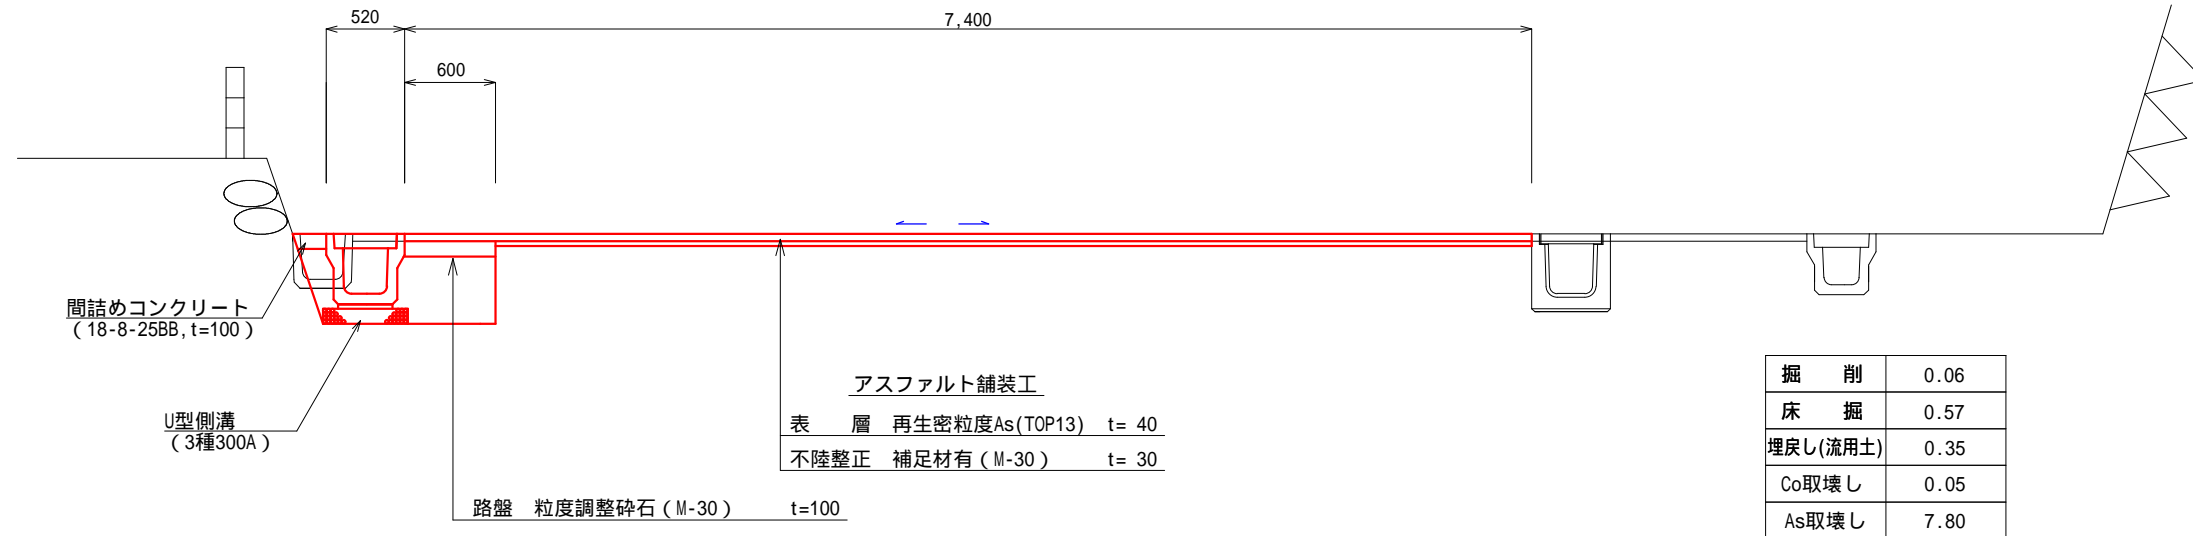 520
7,400
600
間詰めコンクリート
（18-8-25BB,t=100）
U型側溝
（3種300A）
アスファルト舗装工
表　層　再生密粒度As(TOP13)　t= 40
不陸整正　補足材有（M-30）　t= 30
路盤　粒度調整砕石（M-30）　t=100
掘　削　0.06
床　掘　0.57
埋戻し(流用土)　0.35
Co取壊し　0.05
As取壊し　7.80